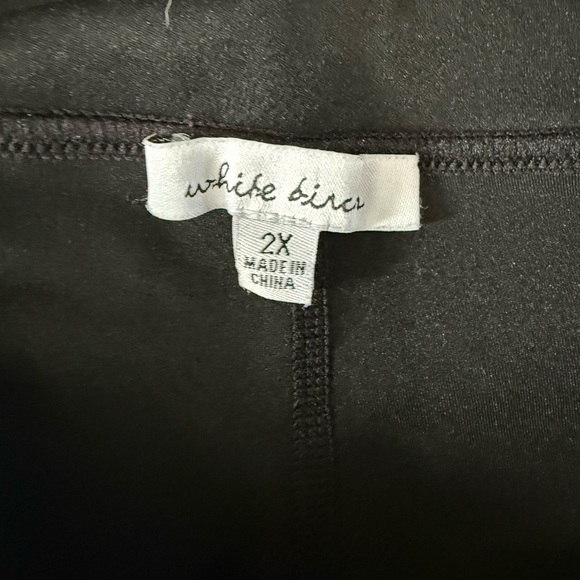 white birch
2X
MADE IN
CHINA